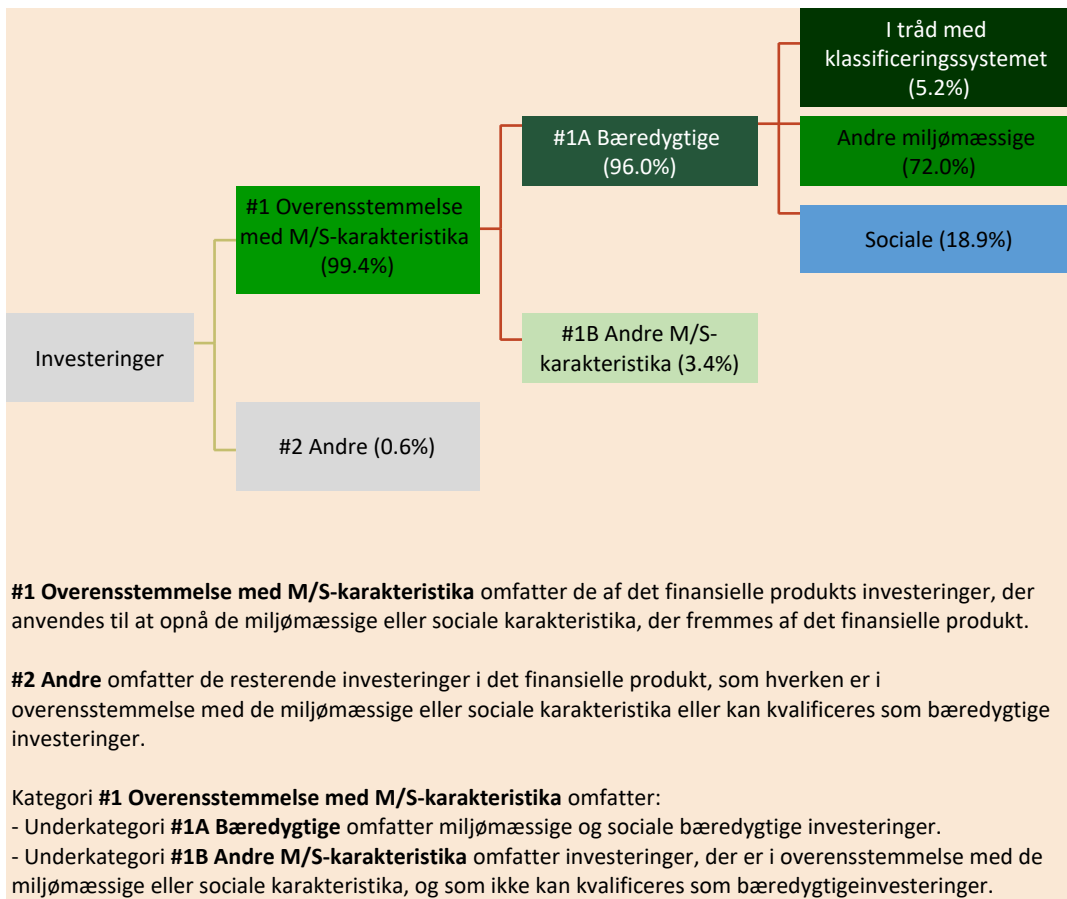 I tråd med
klassificeringssystemet
(5.2%)
#1A Bæredygtige
(96.0%)
Andre miljømæssige
(72.0%)
#1 Overensstemmelse
med M/S-karakteristika
(99.4%)
Sociale (18.9%)
#1B Andre M/S-
karakteristika (3.4%)
Investeringer
#2 Andre (0.6%)
#1 Overensstemmelse med M/S-karakteristika omfatter de af det finansielle produkts investeringer, der
anvendes til at opnå de miljømæssige eller sociale karakteristika, der fremmes af det finansielle produkt.
#2 Andre omfatter de resterende investeringer i det finansielle produkt, som hverken er i
overensstemmelse med de miljømæssige eller sociale karakteristika eller kan kvalificeres som bæredygtige
investeringer.
Kategori #1 Overensstemmelse med M/S-karakteristika omfatter:
- Underkategori #1A Bæredygtige omfatter miljømæssige og sociale bæredygtige investeringer.
- Underkategori #1B Andre M/S-karakteristika omfatter investeringer, der er i overensstemmelse med de
miljømæssige eller sociale karakteristika, og som ikke kan kvalificeres som bæredygtigeinvesteringer.